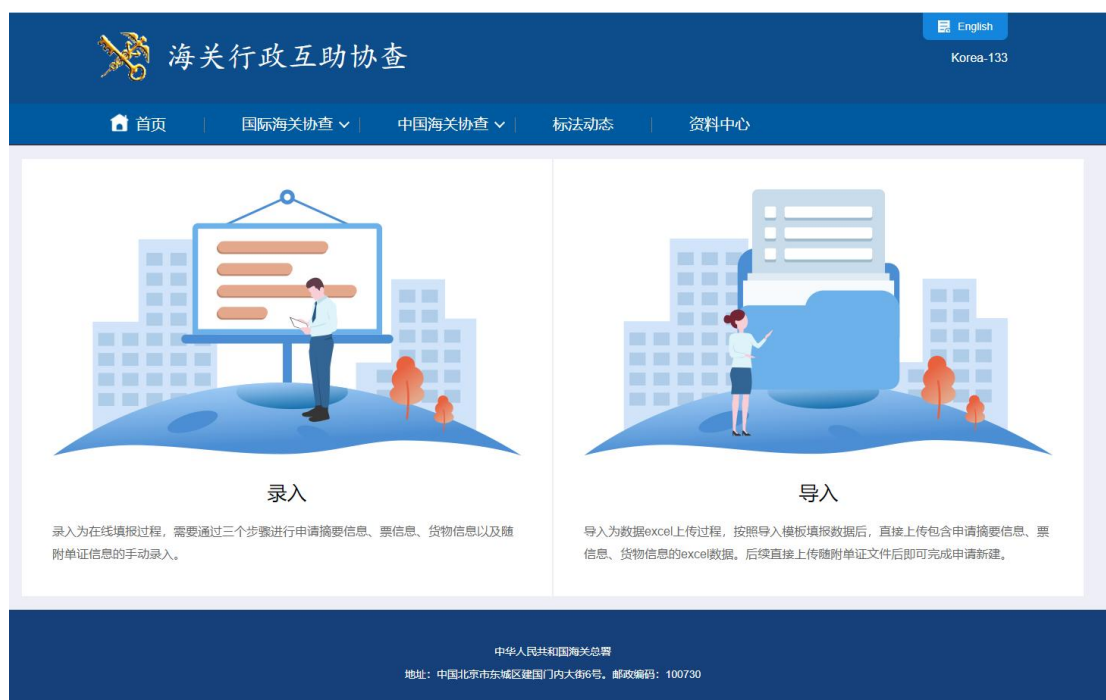 English
海关行政互助协查
Korea-133
首页
国际海关协查
中国海关协查
标法动态
资料中心
录入
录入为在线填报过程，需要通过三个步骤进行申请摘要信息、票信息、货物信息以及随
附单证信息的手动录入。
导入
导入为数据excel上传过程，按照导入模板填报数据后，直接上传包含申请摘要信息、票
信息、货物信息的excel数据。后续直接上传随附单证文件后即可完成申请新建。
中华人民共和国海关总署
地址：中国北京市东城区建国门内大街6号。邮政编码：100730